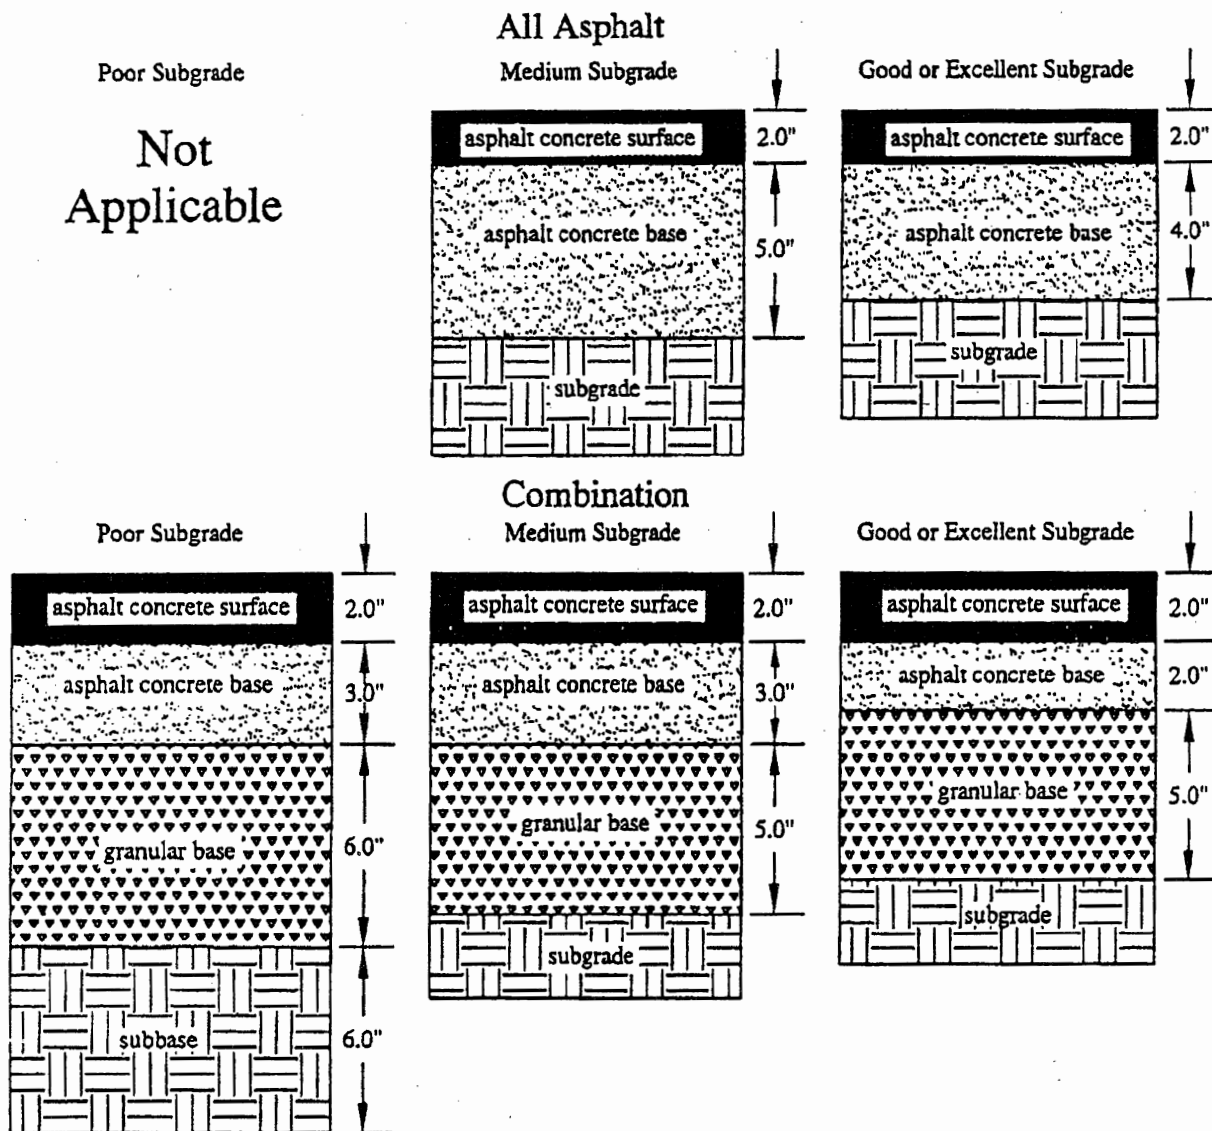 All Asphalt
Poor Subgrade
Not
Applicable
Medium Subgrade
asphalt concrete surface
2.0"
asphalt concrete base
5.0"
subgrade
Good or Excellent Subgrade
asphalt concrete surface
2.0"
asphalt concrete base
4.0"
subgrade
Combination
Poor Subgrade
asphalt concrete surface
2.0"
asphalt concrete base
3.0"
granular base
6.0"
subbase
6.0"
Medium Subgrade
asphalt concrete surface
2.0"
asphalt concrete base
3.0"
granular base
5.0"
subgrade
Good or Excellent Subgrade
asphalt concrete surface
2.0"
asphalt concrete base
2.0"
granular base
5.0"
subgrade